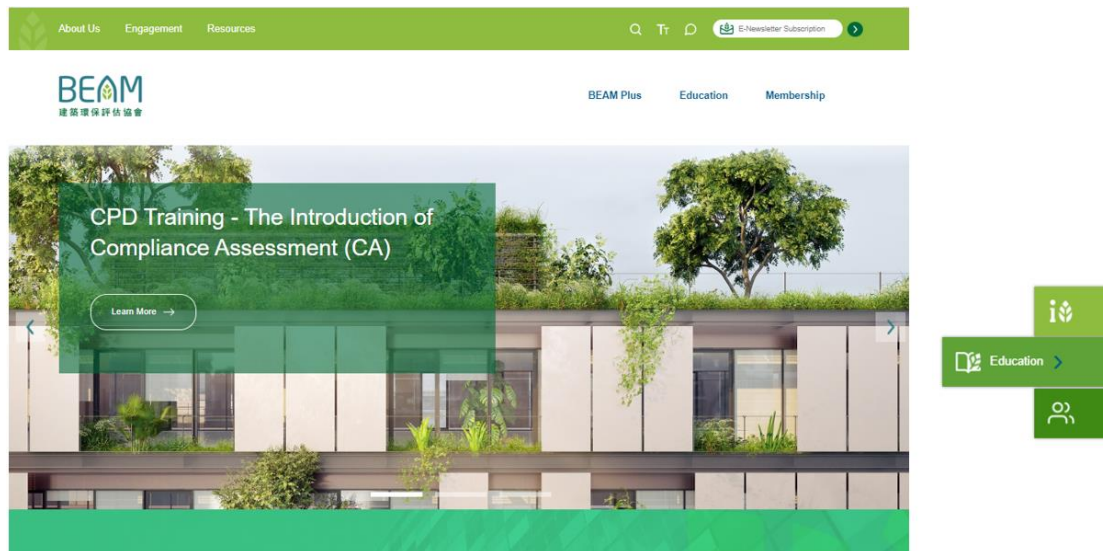 About Us Engagement Resources
E-Newsletter Subscription
BEAM
建築環保評估協會
BEAM Plus Education Membership
CPD Training - The Introduction of
Compliance Assessment (CA)
Learn More →
Education